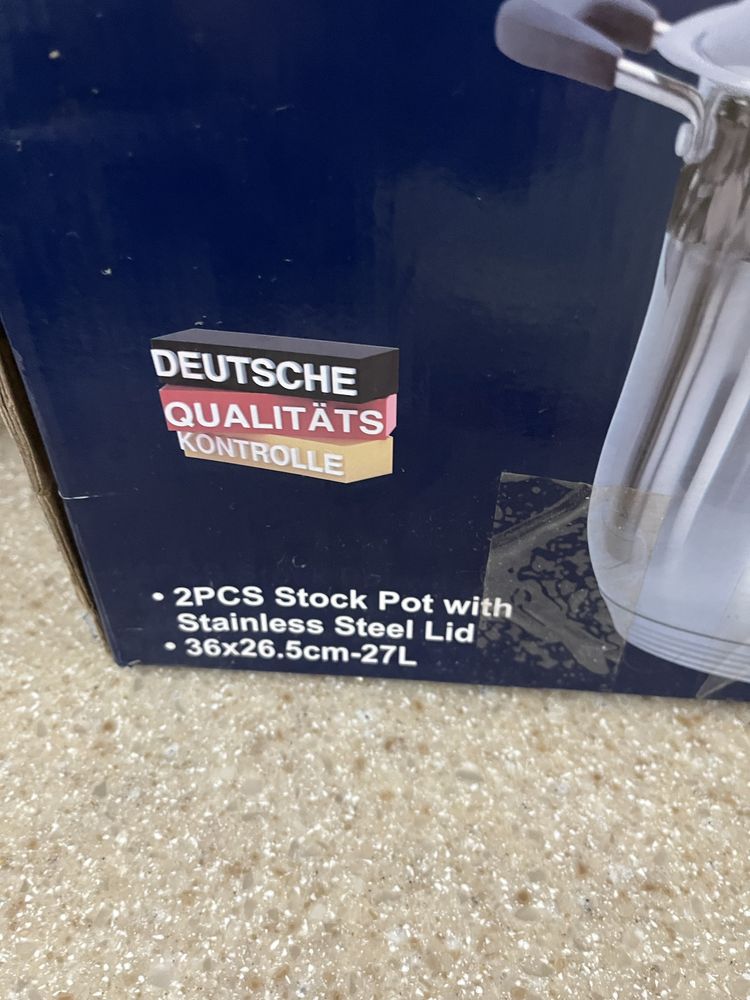 DEUTSCHE
QUALITÄTS
KONTROLLE
• 2PCS Stock Pot with
Stainless Steel Lid
• 36x26.5cm-27L